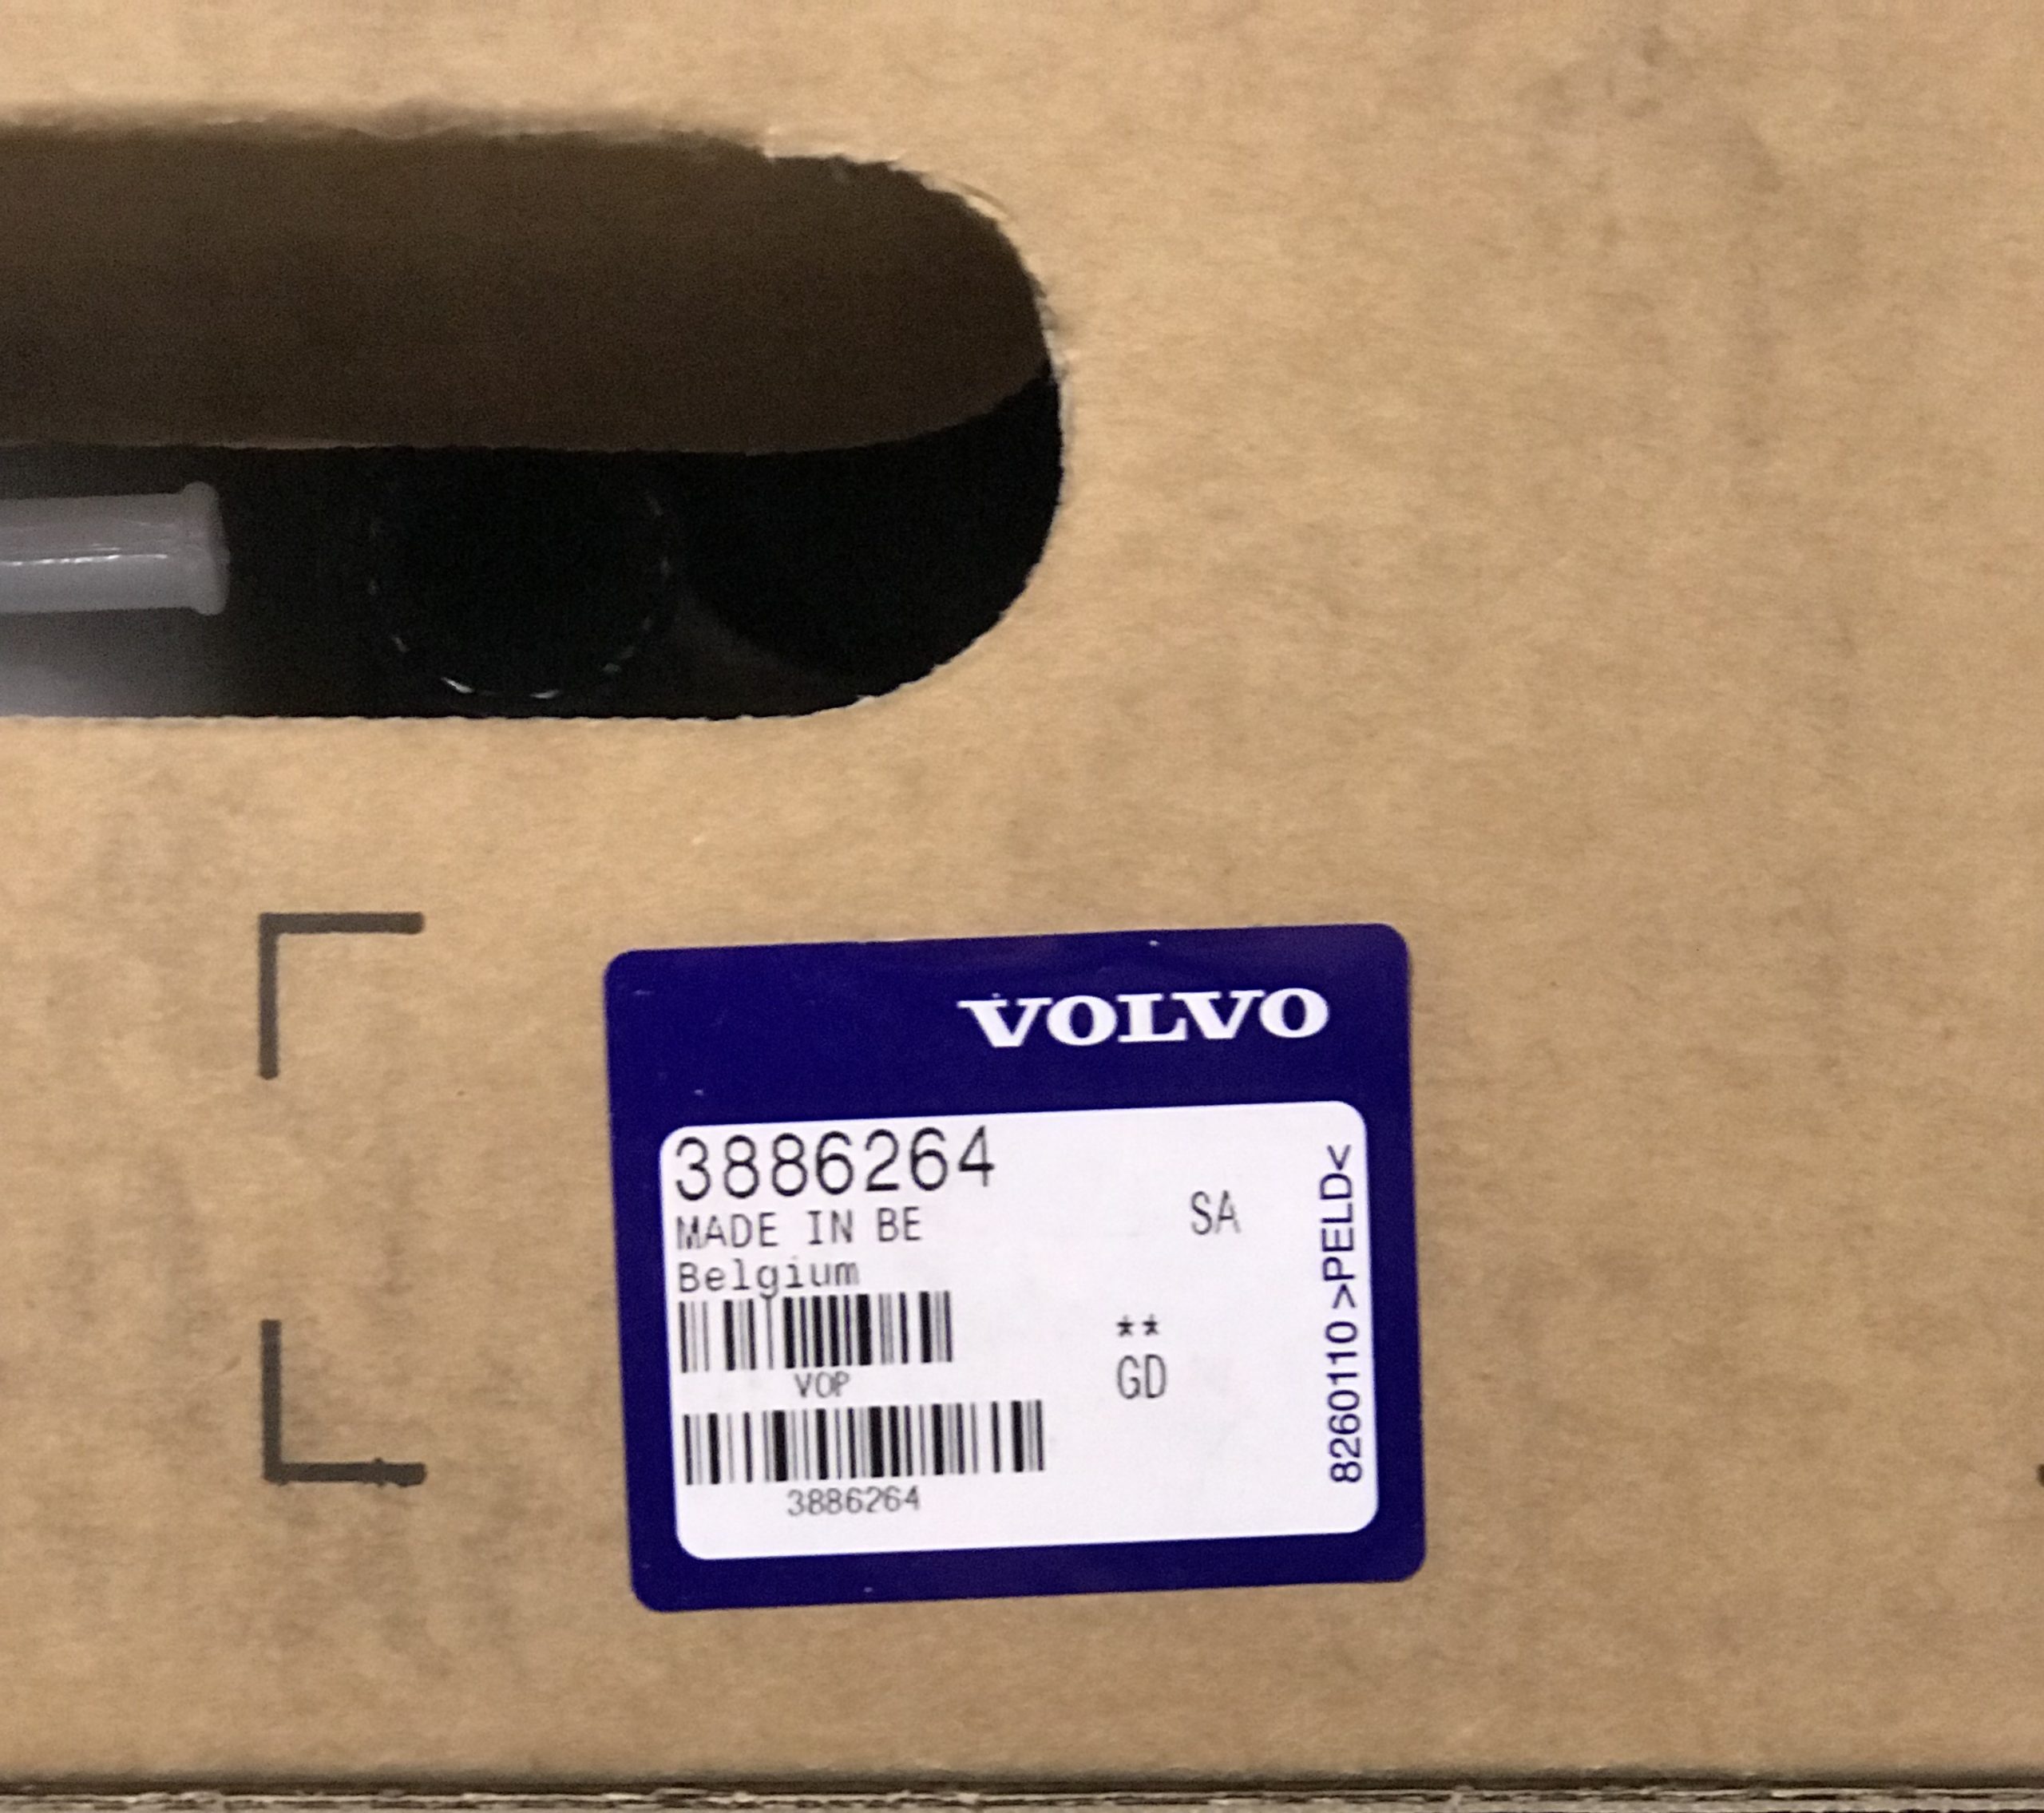 VOLVO
3886264
MADE IN BE
SA
Belgium
**
VOP
GD
3886264
8260110 >PELD<